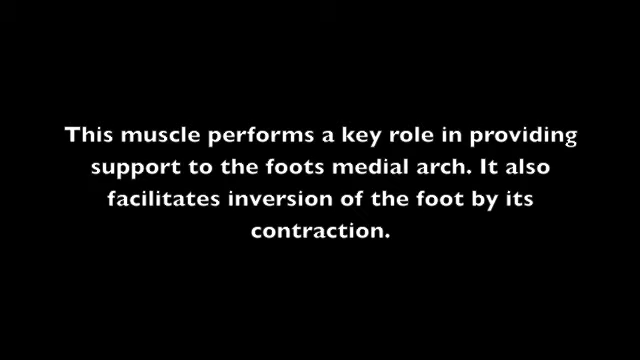 This muscle performs a key role in providing
support to the foots medial arch. It also
facilitates inversion of the foot by its
contraction.